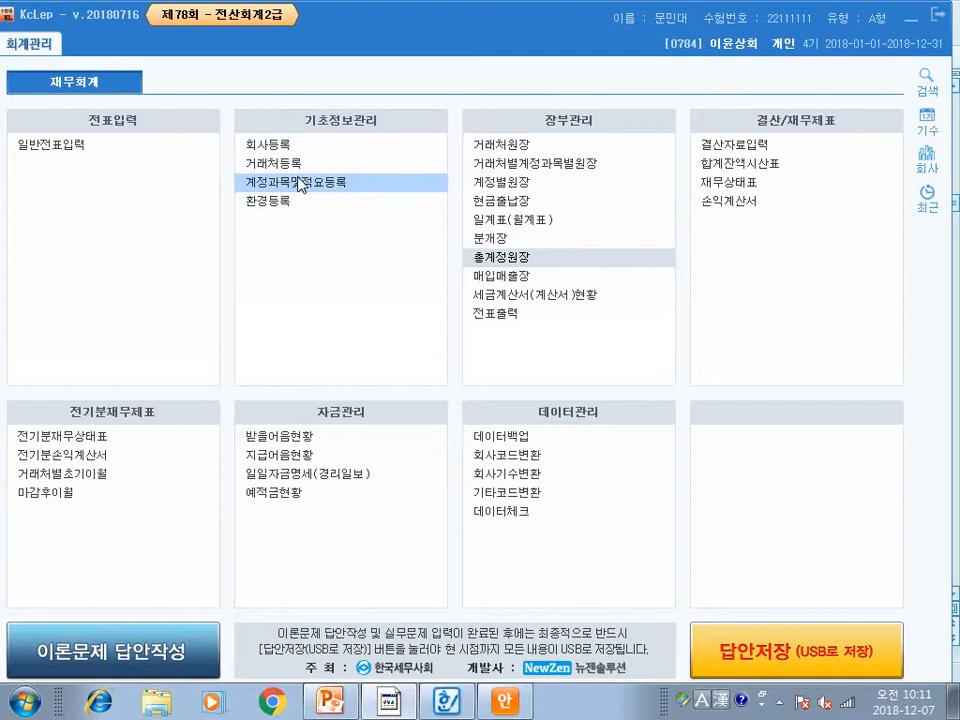 KcLep - v.20180716
제78회 - 전산회계2급
이름 : 문민대 수험번호 : 22111111 유형 : A형
회계관리
[0784] 이윤상회 개인 4기 2018-01-01~2018-12-31
재무회계
검색
기수
회사
최근
전표입력
일반전표입력
기초정보관리
회사등록
거래처등록
계정과목및적요등록
환경등록
장부관리
거래처원장
거래처별계정과목별원장
계정별원장
현금출납장
일계표(월계표)
분개장
총계정원장
매입매출장
세금계산서(계산서)현황
전표출력
결산/재무제표
결산자료입력
합계잔액시산표
재무상태표
손익계산서
전기분재무제표
전기분재무상태표
전기분손익계산서
거래처별초기이월
마감후이월
자금관리
받을어음현황
지급어음현황
일일자금명세(경리일보)
예적금현황
데이터관리
데이터백업
회사코드변환
회사기수변환
기타코드변환
데이터체크
이론문제 답안작성
이론문제 답안작성 및 실무문제 입력이 완료된 후에는 최종적으로 반드시
[답안저장(USB로 저장)] 버튼을 눌러야 현 시점까지 모든 내용이 USB로 저장됩니다.
주 최 : 한국세무사회 개발사 : NewZen 뉴젠솔루션
답안저장 (USB로 저장)
안
A 漢
오전 10:11
2018-12-07